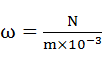 ω = N / m×10⁻³